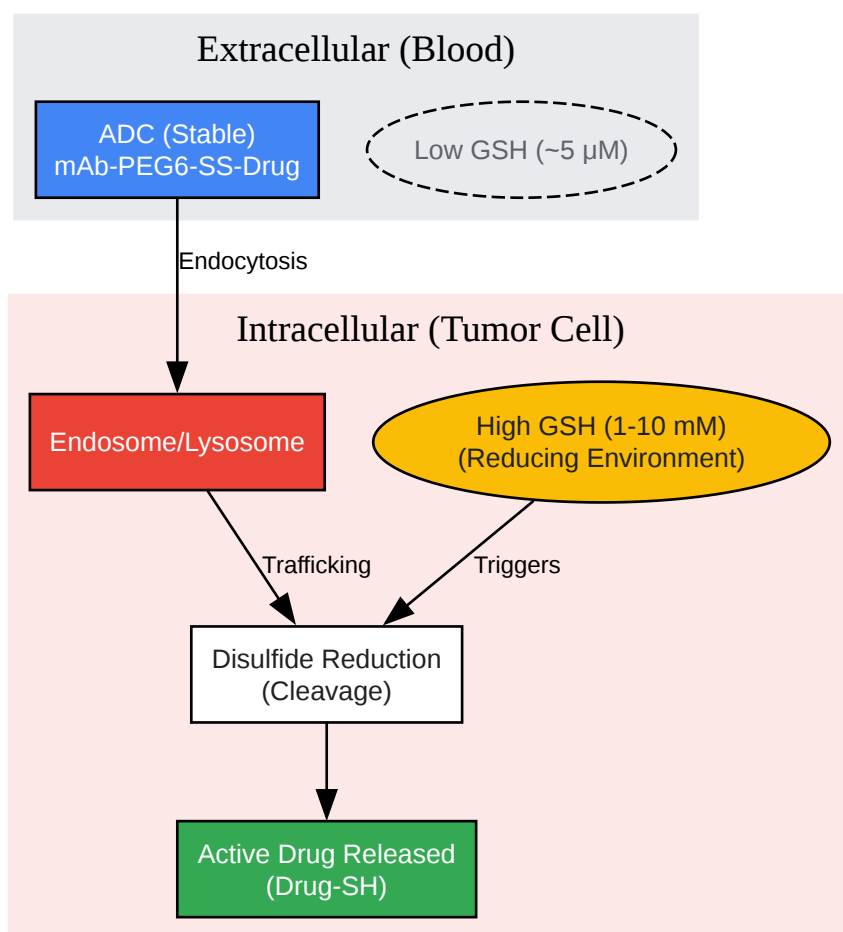 Extracellular (Blood)
ADC (Stable)
mAb-PEG6-SS-Drug
Low GSH (~5 μM)
Endocytosis
Intracellular (Tumor Cell)
Endosome/Lysosome
High GSH (1-10 mM)
(Reducing Environment)
Trafficking
Triggers
Disulfide Reduction
(Cleavage)
Active Drug Released
(Drug-SH)